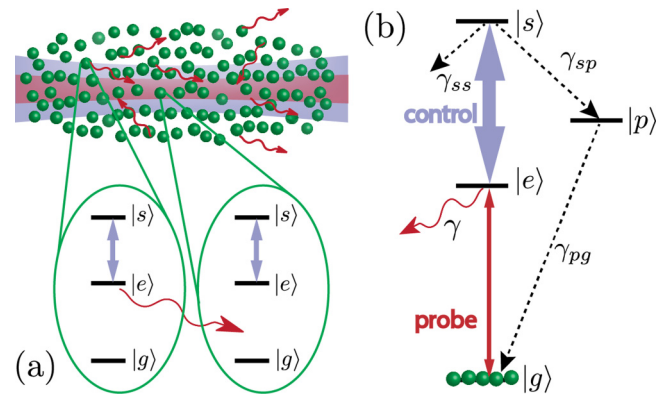 (b)
|s⟩
γss
γsp
control
|p⟩
|e⟩
γ
γpg
probe
|g⟩
|s⟩ |s⟩
|e⟩ |e⟩
(a) |g⟩ |g⟩